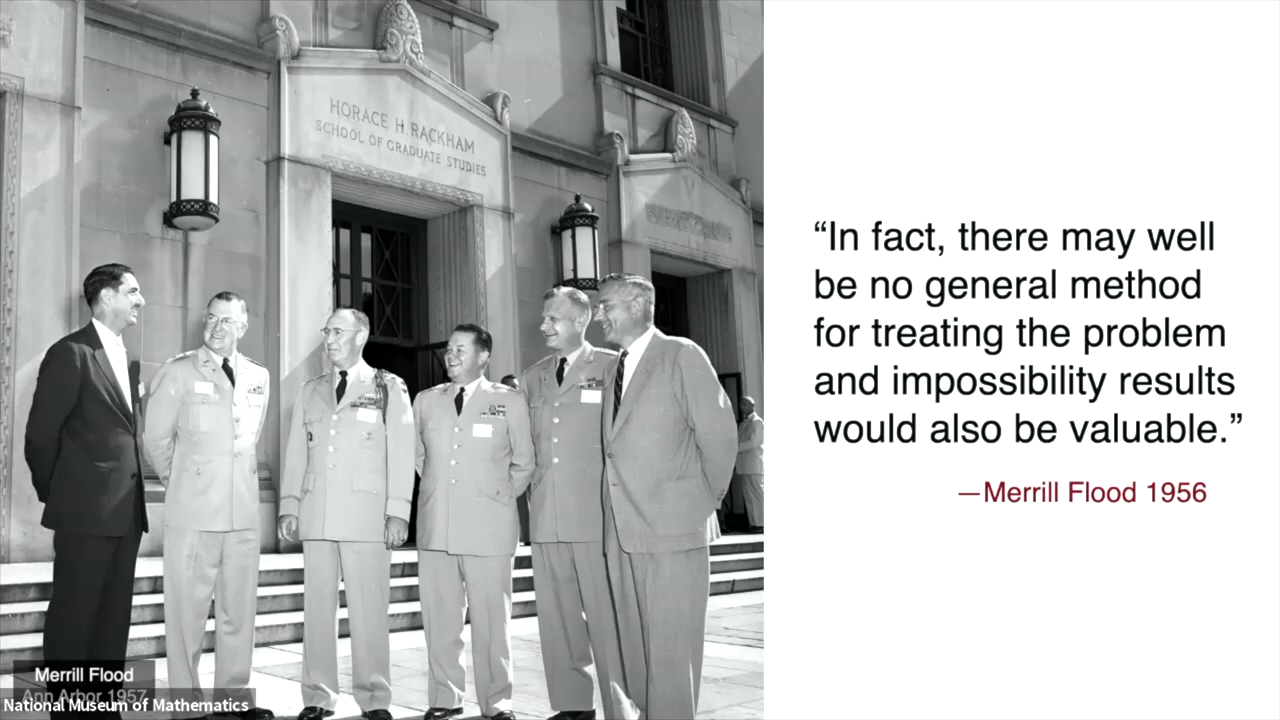 HORACE H. RACKHAM
SCHOOL OF GRADUATE STUDIES
“In fact, there may well
be no general method
for treating the problem
and impossibility results
would also be valuable.”
—Merrill Flood 1956
Merrill Flood
Ann Arbor 1957
National Museum of Mathematics